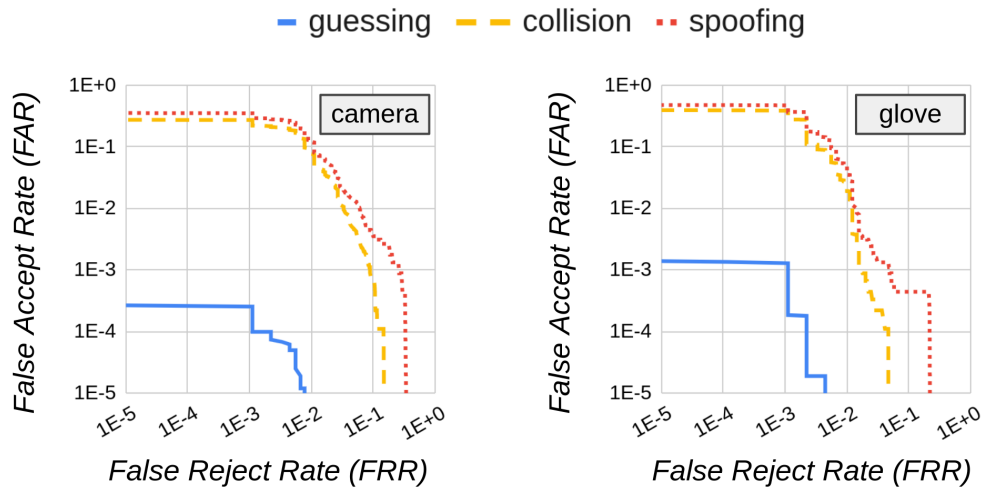 guessing collision spoofing
False Accept Rate (FAR)
1E+0
1E-1
1E-2
1E-3
1E-4
1E-5
camera
1E-5
1E-4
1E-3
1E-2
1E-1
1E+0
False Reject Rate (FRR)
False Accept Rate (FAR)
1E+0
1E-1
1E-2
1E-3
1E-4
1E-5
glove
1E-5
1E-4
1E-3
1E-2
1E-1
1E+0
False Reject Rate (FRR)